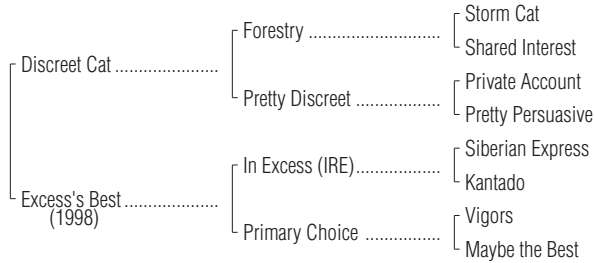 Storm Cat
Forestry
Shared Interest
Discreet Cat
Private Account
Pretty Discreet
Pretty Persuasive
Siberian Express
In Excess (IRE)
Kantado
Excess's Best
(1998)
Vigors
Primary Choice
Maybe the Best